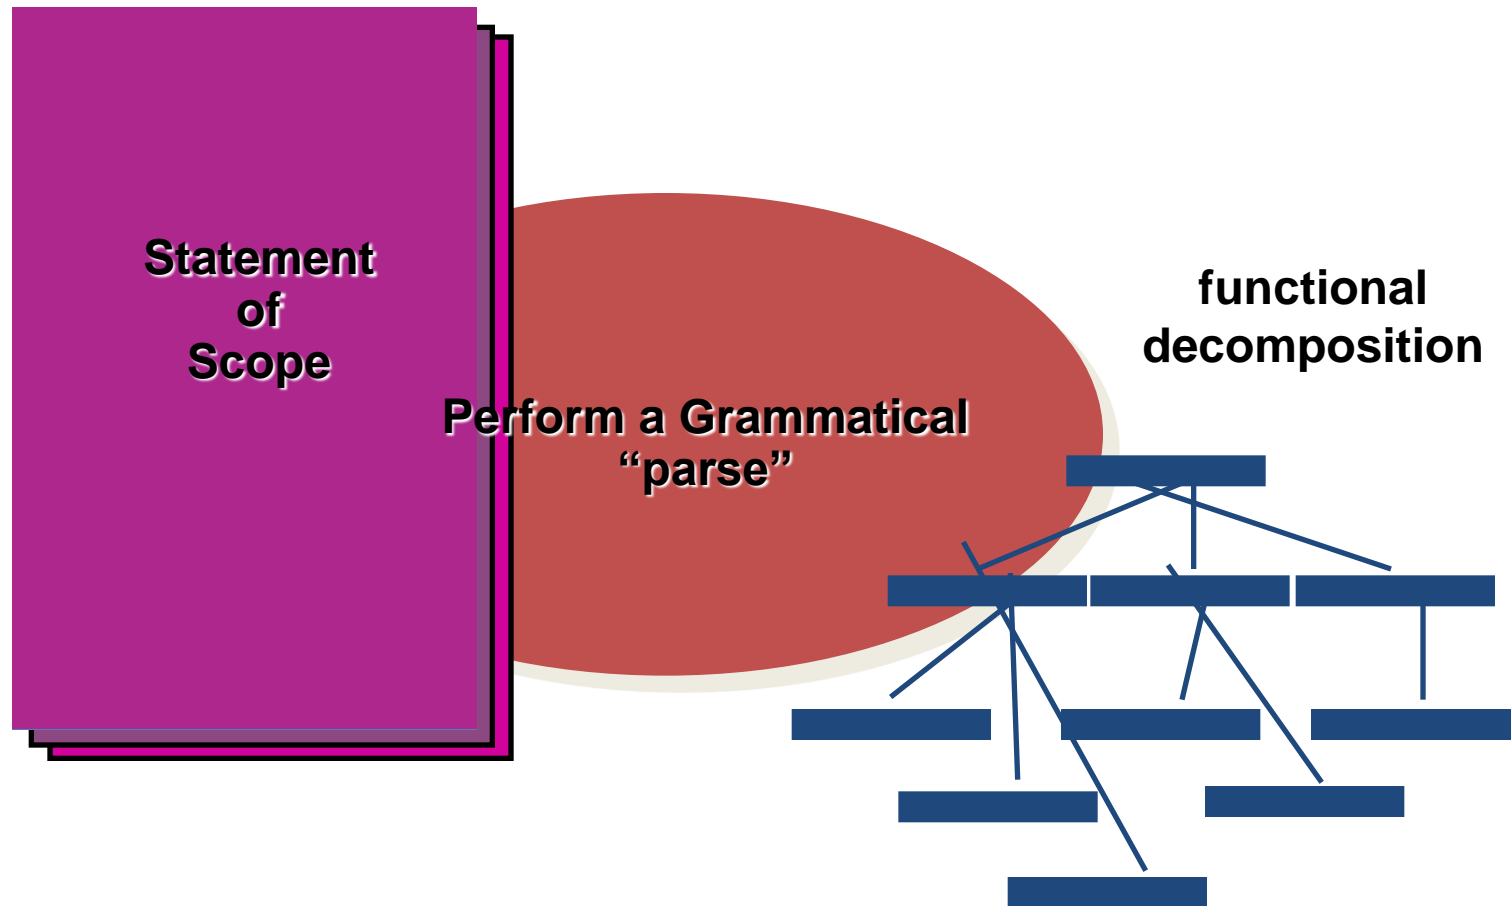 Statement
of
Scope
Perform a Grammatical
“parse”
functional
decomposition